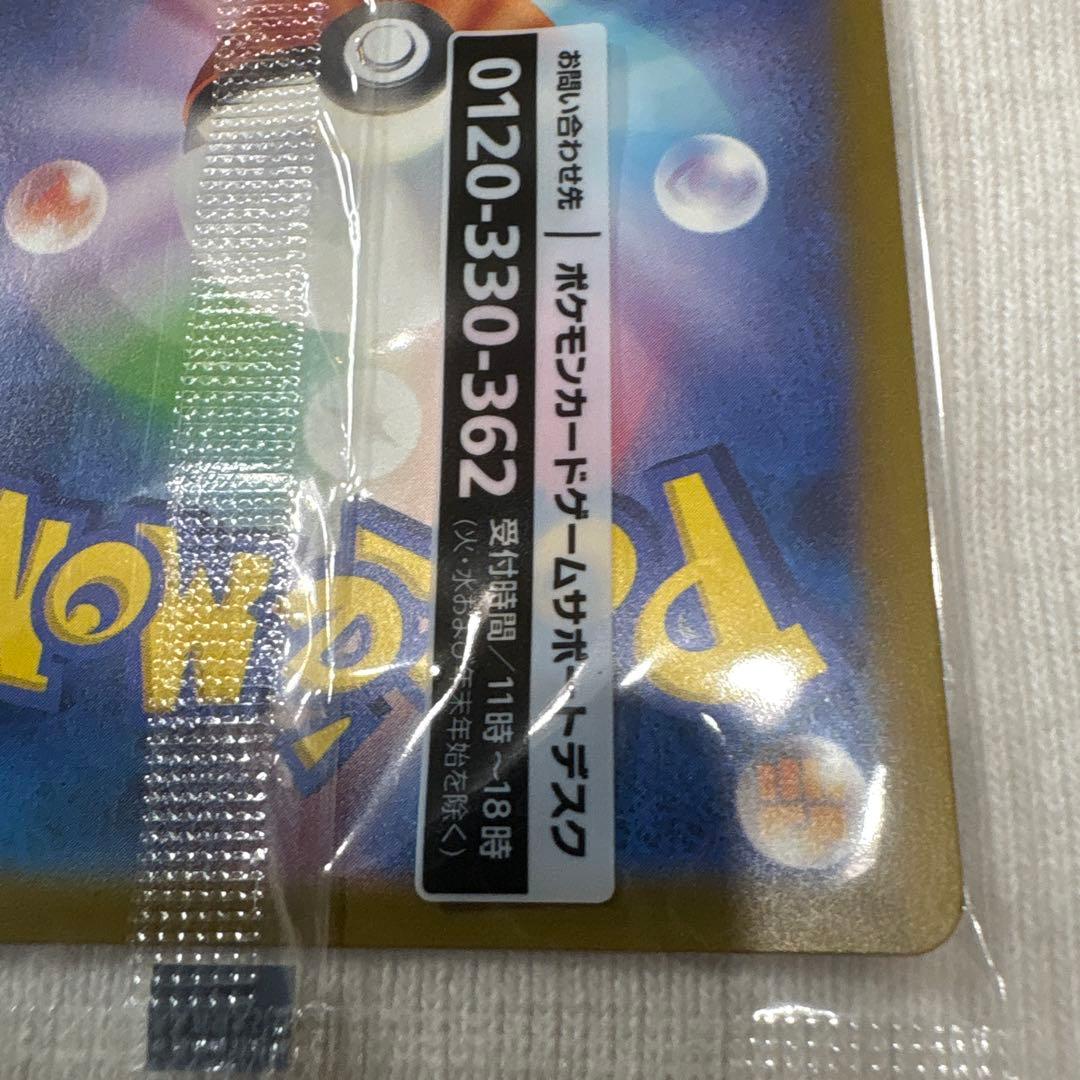 お問い合わせ先｜ポケモンカードゲームサポートデスク
0120-330-362 受付時間／11時～18時
(火・水および年末年始を除く)
POKéMON